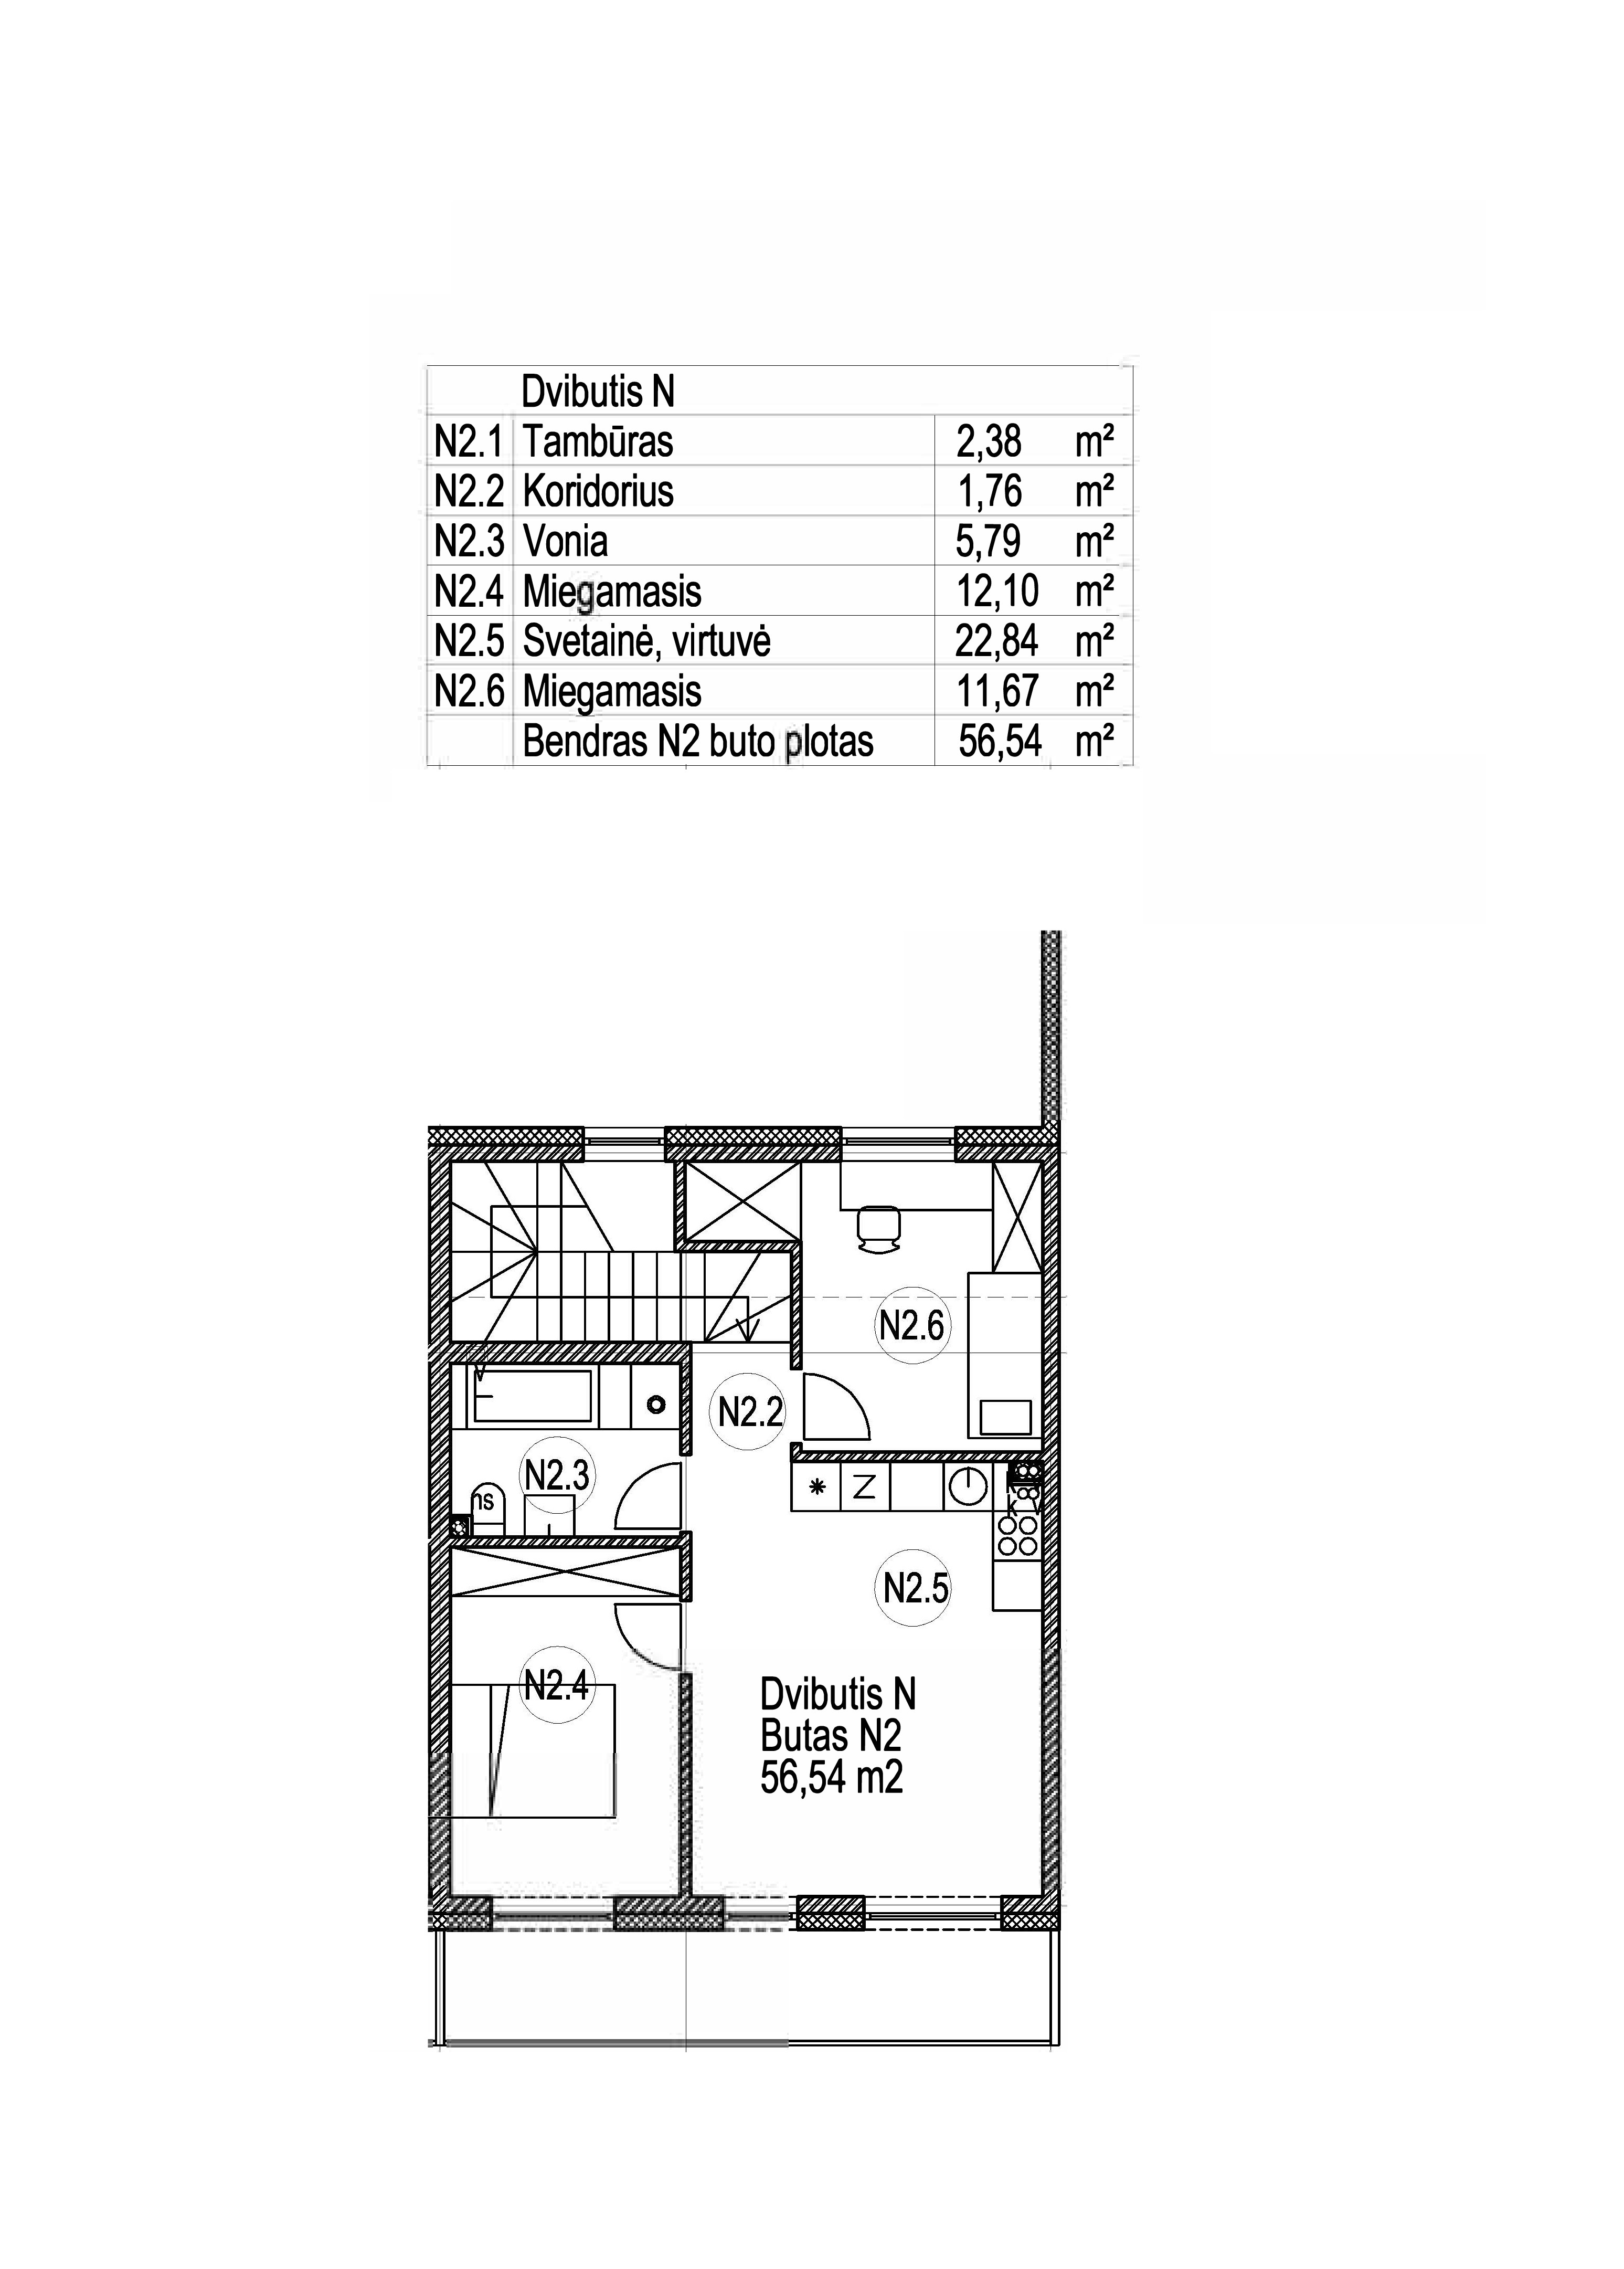 Dvibutis N
N2.1 Tambūras 2,38 m²
N2.2 Koridorius 1,76 m²
N2.3 Vonia 5,79 m²
N2.4 Miegamasis 12,10 m²
N2.5 Svetainė, virtuvė 22,84 m²
N2.6 Miegamasis 11,67 m²
Bendras N2 buto plotas 56,54 m²
N2.6
N2.2
N2.3
N2.5
N2.4
Dvibutis N
Butas N2
56,54 m2